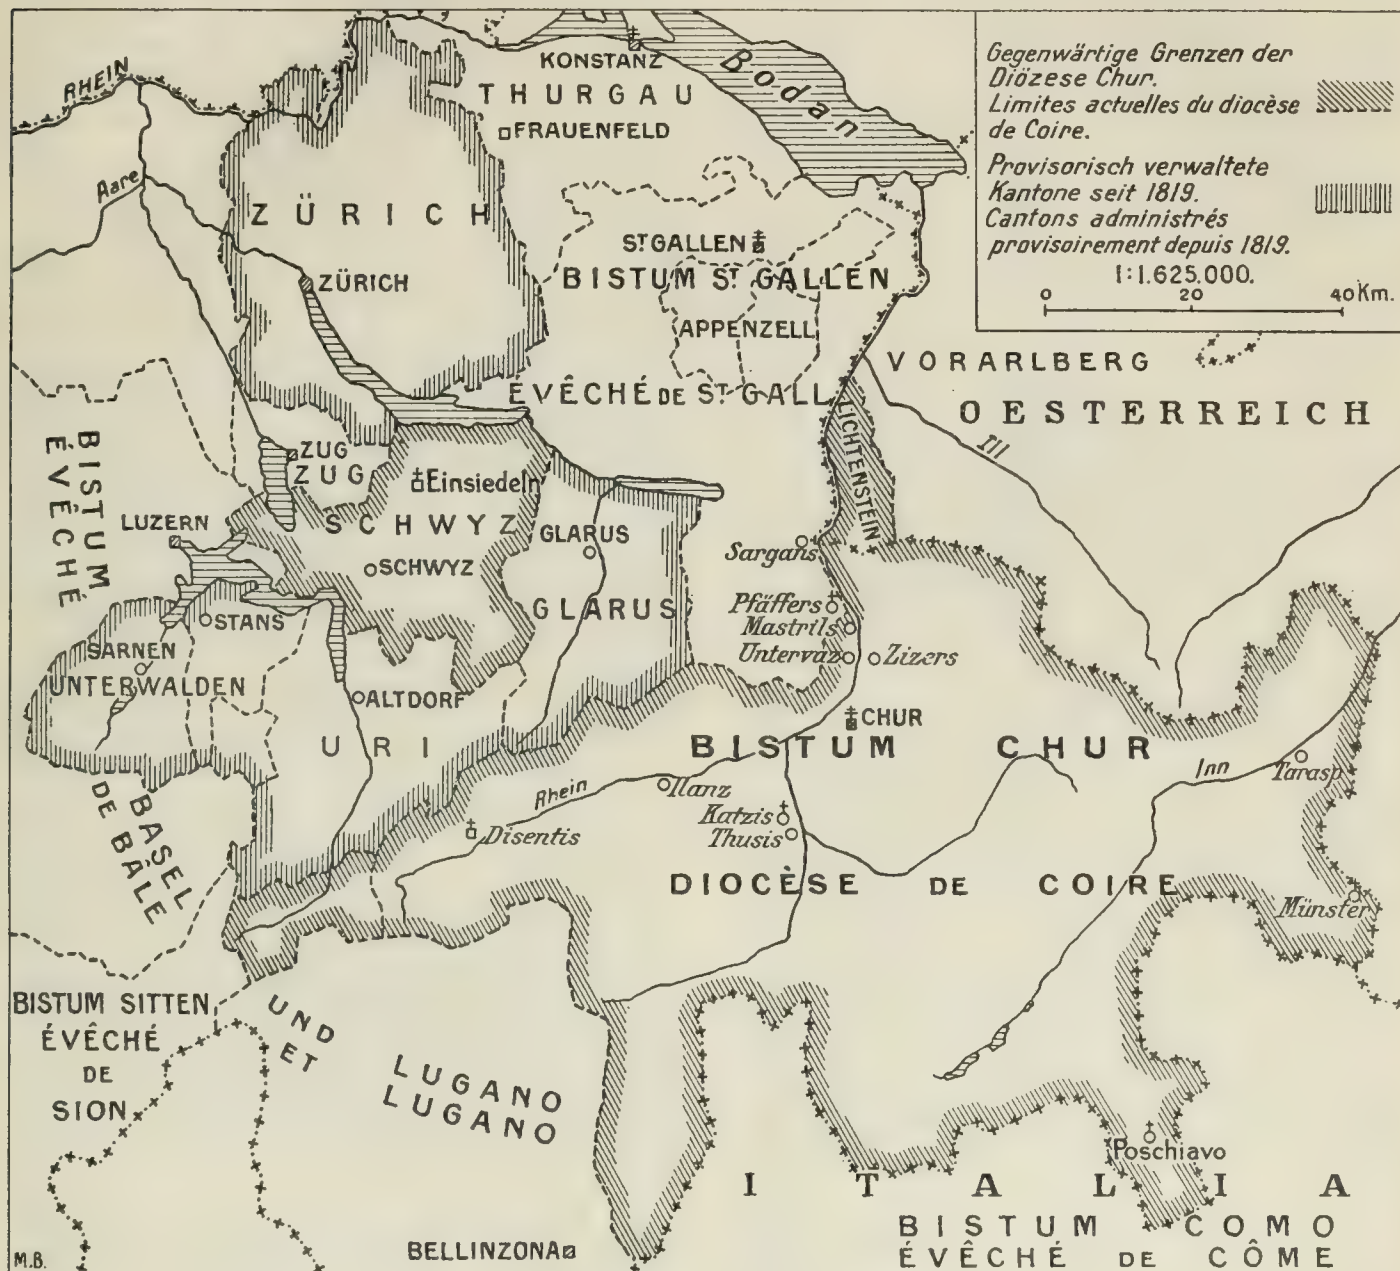 Gegenwärtige Grenzen der
Diözese Chur.
Limites actuelles du diocèse
de Coire.
Provisorisch verwaltete
Kantone seit 1819.
Cantons administrés
provisoirement depuis 1819.
1:1.625.000.
0 20 40 Km.
RHEIN
KONSTANZ
Bodan
THURGAU
FRAUENFELD
Aare
ZÜRICH
ZÜRICH
ST GALLEN
BISTUM ST GALLEN
APPENZELL
ÉVÊCHÉ DE ST GALL
VORARLBERG
OESTERREICH
LICHTENSTEIN
Ill
BISTUM
ÉVÊCHÉ
ZUG
ZUG
Einsiedeln
LUZERN
SCHWYZ
SCHWYZ
GLARUS
GLARUS
Sargans
Pfäffers
Mastrils
Untervaz
Zizers
STANS
SARNEN
UNTERWALDEN
ALTDORF
URI
CHUR
BISTUM CHUR
Inn
Tarasp
Rhein
Ilanz
Katzis
Thusis
Disentis
BASEL
DE BÂLE
DIOCÈSE DE COIRE
Münster
BISTUM SITTEN
ÉVÊCHÉ
DE
SION
UND
ET
LUGANO
LUGANO
Poschiavo
ITALIA
BISTUM COMO
ÉVÊCHÉ DE CÔME
BELLINZONA
M.B.